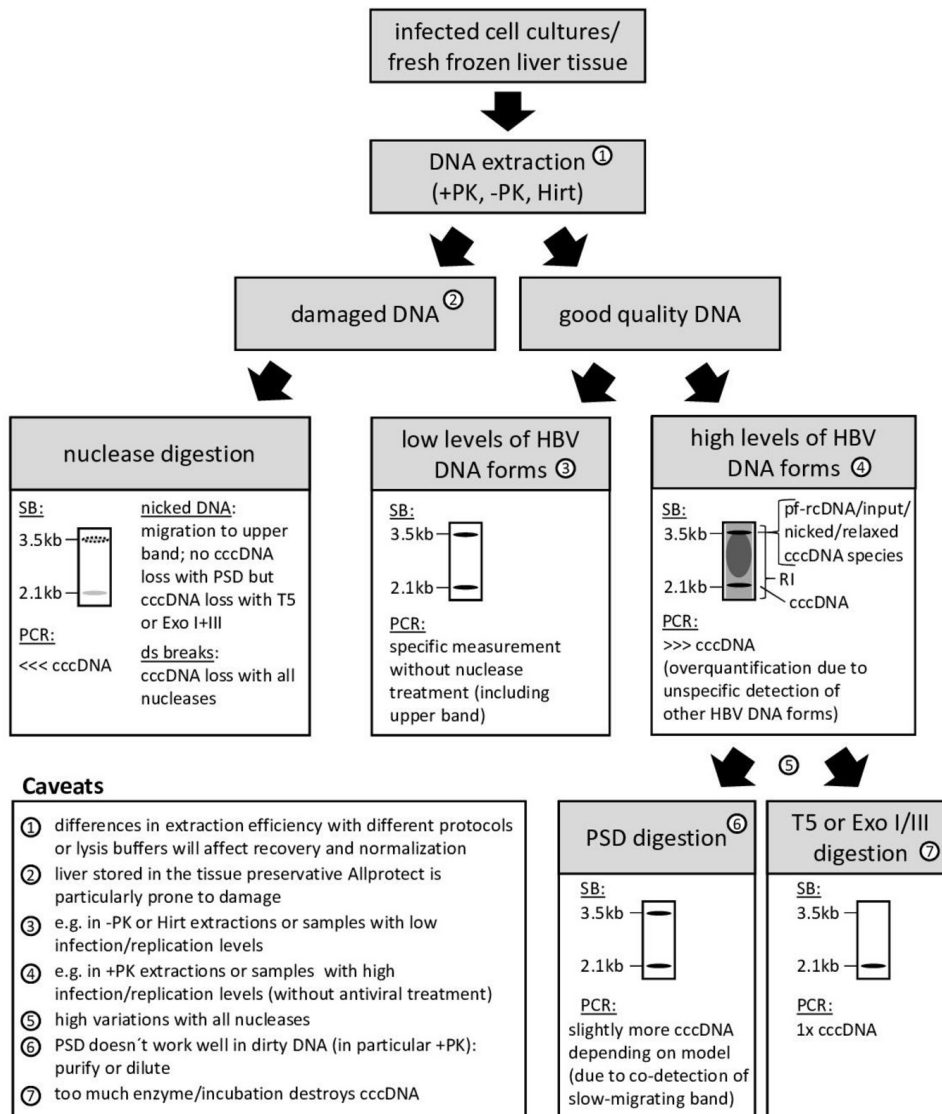 infected cell cultures/
fresh frozen liver tissue
DNA extraction ①
(+PK, -PK, Hirt)
damaged DNA ②
good quality DNA
nuclease digestion
SB:
3.5kb
2.1kb
PCR:
<<< cccDNA
nicked DNA:
migration to upper
band; no cccDNA
loss with PSD but
cccDNA loss with T5
or Exo I+III
ds breaks:
cccDNA loss with all
nucleases
low levels of HBV
DNA forms ③
SB:
3.5kb
2.1kb
PCR:
specific measurement
without nuclease
treatment (including
upper band)
high levels of HBV
DNA forms ④
SB:
3.5kb
2.1kb
pf-rcDNA/input/
nicked/relaxed
cccDNA species
RI
cccDNA
PCR:
>>> cccDNA
(overquantification due to
unspecific detection of
other HBV DNA forms)
⑤
PSD digestion ⑥
SB:
3.5kb
2.1kb
PCR:
slightly more cccDNA
depending on model
(due to co-detection of
slow-migrating band)
T5 or Exo I/III
digestion ⑦
SB:
3.5kb
2.1kb
PCR:
1x cccDNA
Caveats
① differences in extraction efficiency with different protocols
or lysis buffers will affect recovery and normalization
② liver stored in the tissue preservative Allprotect is
particularly prone to damage
③ e.g. in -PK or Hirt extractions or samples with low
infection/replication levels
④ e.g. in +PK extractions or samples with high
infection/replication levels (without antiviral treatment)
⑤ high variations with all nucleases
⑥ PSD doesn´t work well in dirty DNA (in particular +PK):
purify or dilute
⑦ too much enzyme/incubation destroys cccDNA